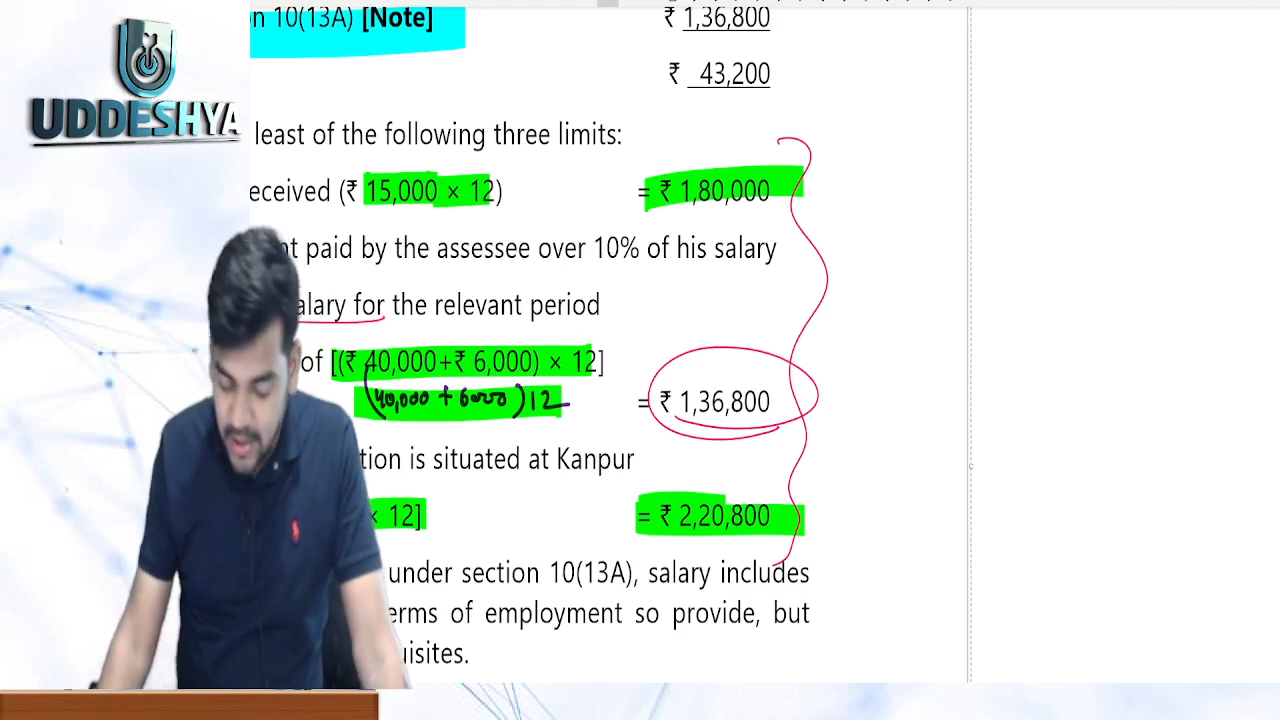 UDDESHYA
n 10(13A) [Note] ₹ 1,36,800
₹ 43,200
least of the following three limits:
eceived (₹ 15,000 × 12) = ₹ 1,80,000
nt paid by the assessee over 10% of his salary
alary for the relevant period
of [(₹ 40,000+₹ 6,000) × 12]
(40,000 + 6000) 12 = ₹ 1,36,800
tion is situated at Kanpur
× 12] = ₹ 2,20,800
under section 10(13A), salary includes
erms of employment so provide, but
uisites.